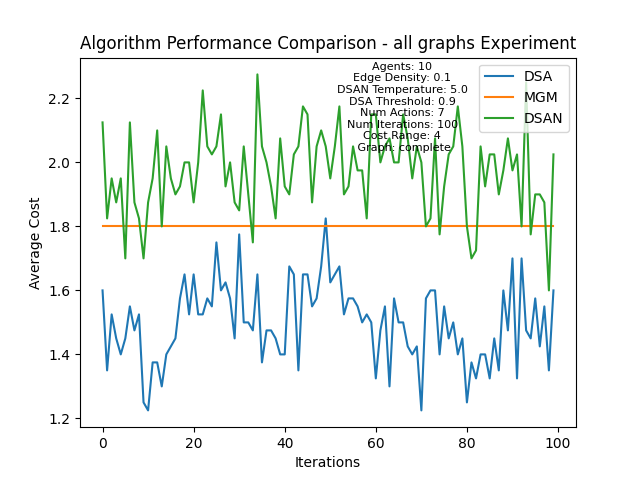 Algorithm Performance Comparison - all graphs Experiment
Agents: 10
Edge Density: 0.1
DSAN Temperature: 5.0
DSA Threshold: 0.9
Num Actions: 7
Num Iterations: 100
Cost Range: 4
Graph: complete
DSA
MGM
DSAN
Average Cost
2.2
2.0
1.8
1.6
1.4
1.2
0
20
40
60
80
100
Iterations